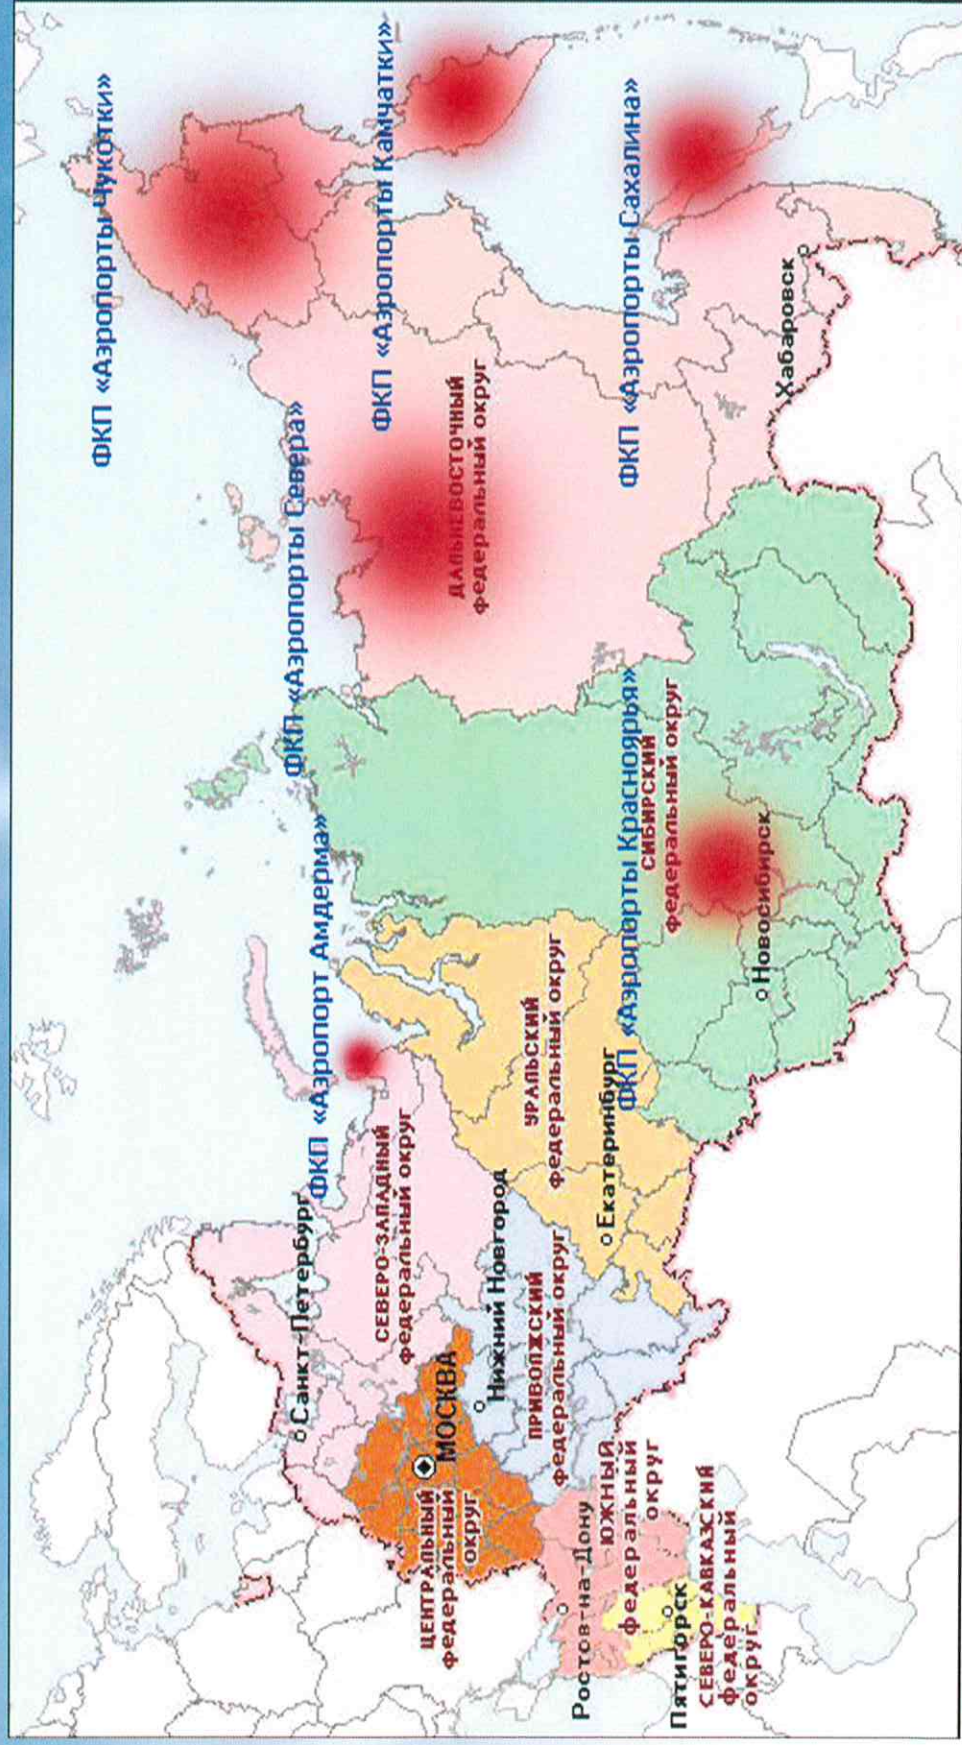 ФКП «Аэропорты Чукотки»
ФКП «Аэропорты Камчатки»
ФКП «Аэропорты Севера»
ФКП «Аэропорты Сахалина»
ФКП «Аэропорт Амдерма»
ФКП «Аэропорты Красноярья»
Санкт-Петербург
СЕВЕРО-ЗАПАДНЫЙ
федеральный округ
ЦЕНТРАЛЬНЫЙ
федеральный
округ
МОСКВА
Нижний Новгород
ПРИВОЛЖСКИЙ
федеральный округ
УРАЛЬСКИЙ
федеральный округ
Екатеринбург
ДАЛЬНЕВОСТОЧНЫЙ
федеральный округ
СИБИРСКИЙ
федеральный округ
Новосибирск
Хабаровск
Ростов-на-Дону
ЮЖНЫЙ
федеральный
округ
Пятигорск
СЕВЕРО-КАВКАЗСКИЙ
федеральный
округ